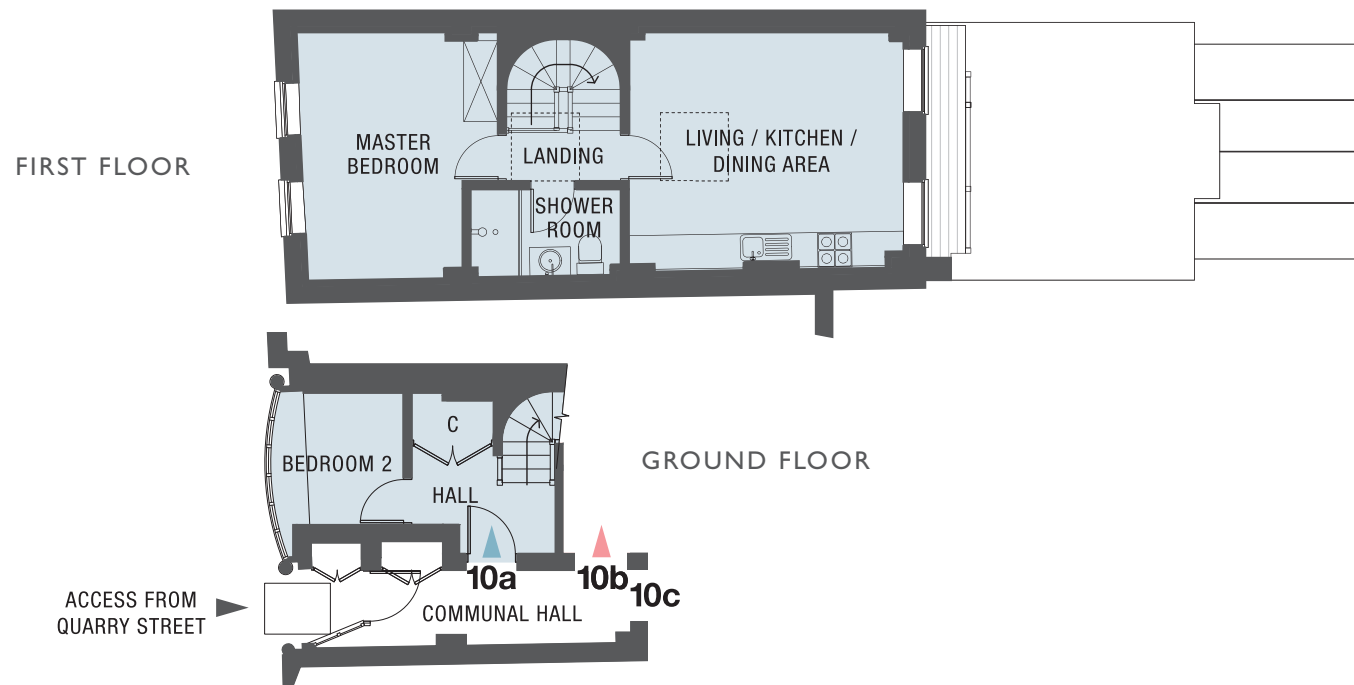 FIRST FLOOR
MASTER
BEDROOM
LANDING
LIVING / KITCHEN /
DINING AREA
SHOWER
ROOM
C
BEDROOM 2
HALL
GROUND FLOOR
10a
10b
10c
ACCESS FROM
QUARRY STREET
COMMUNAL HALL